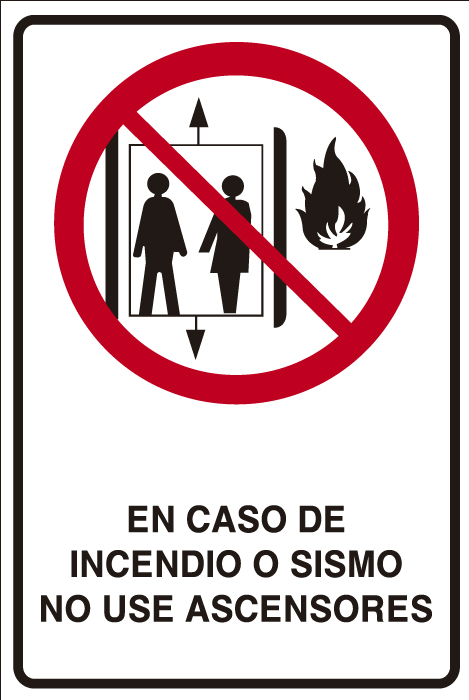 EN CASO DE
INCENDIO O SISMO
NO USE ASCENSORES